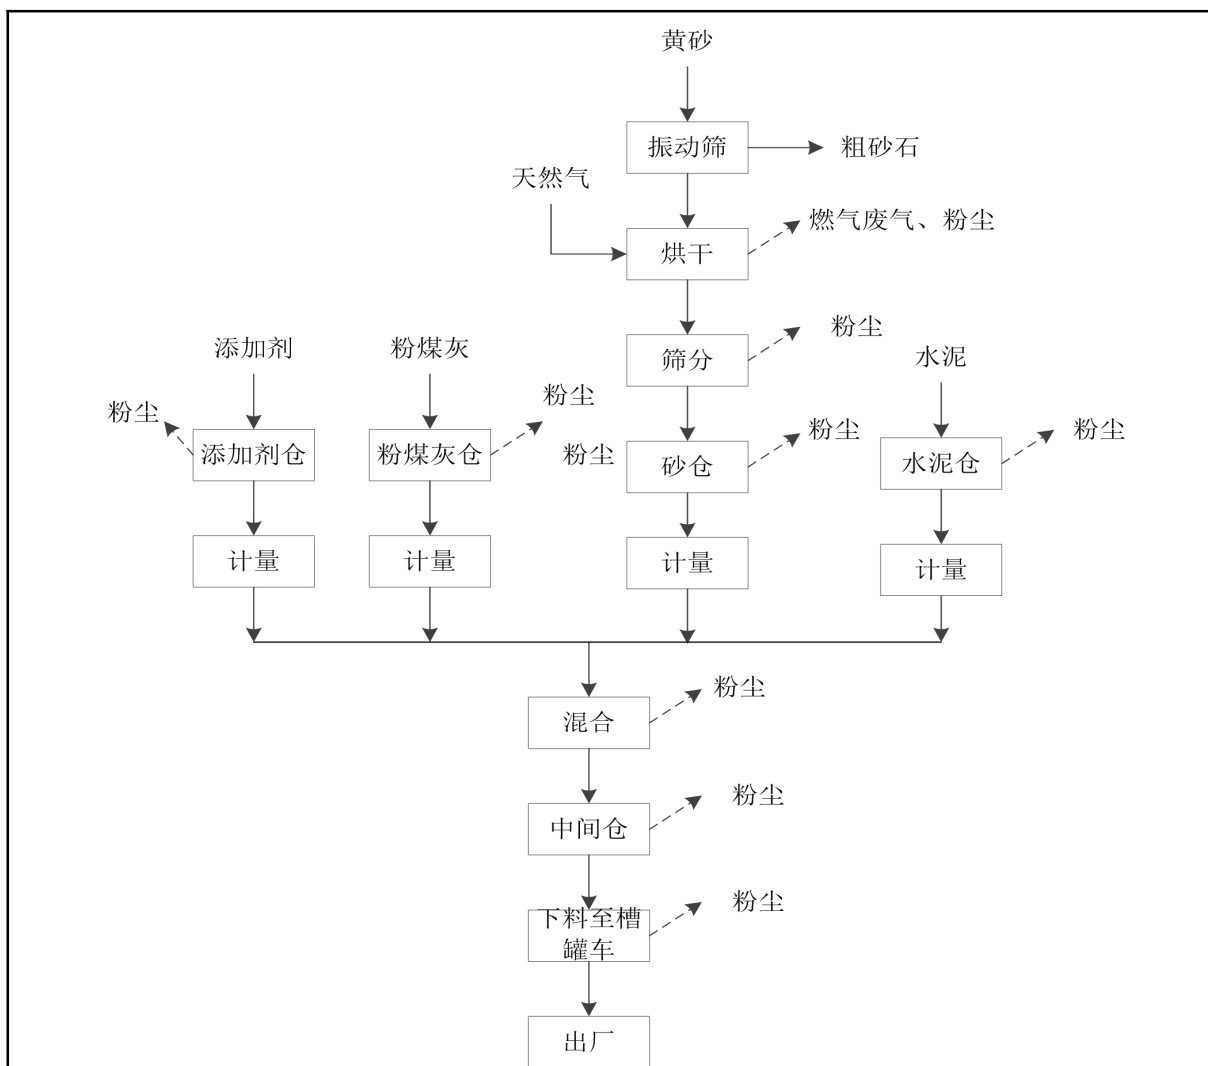 黄砂
振动筛
粗砂石
天然气
燃气废气、粉尘
烘干
粉尘
添加剂
粉煤灰
筛分
水泥
粉尘
粉尘
粉尘
粉尘
粉尘
添加剂仓
粉煤灰仓
粉尘
砂仓
水泥仓
计量
计量
计量
计量
粉尘
混合
粉尘
中间仓
粉尘
下料至槽
罐车
出厂